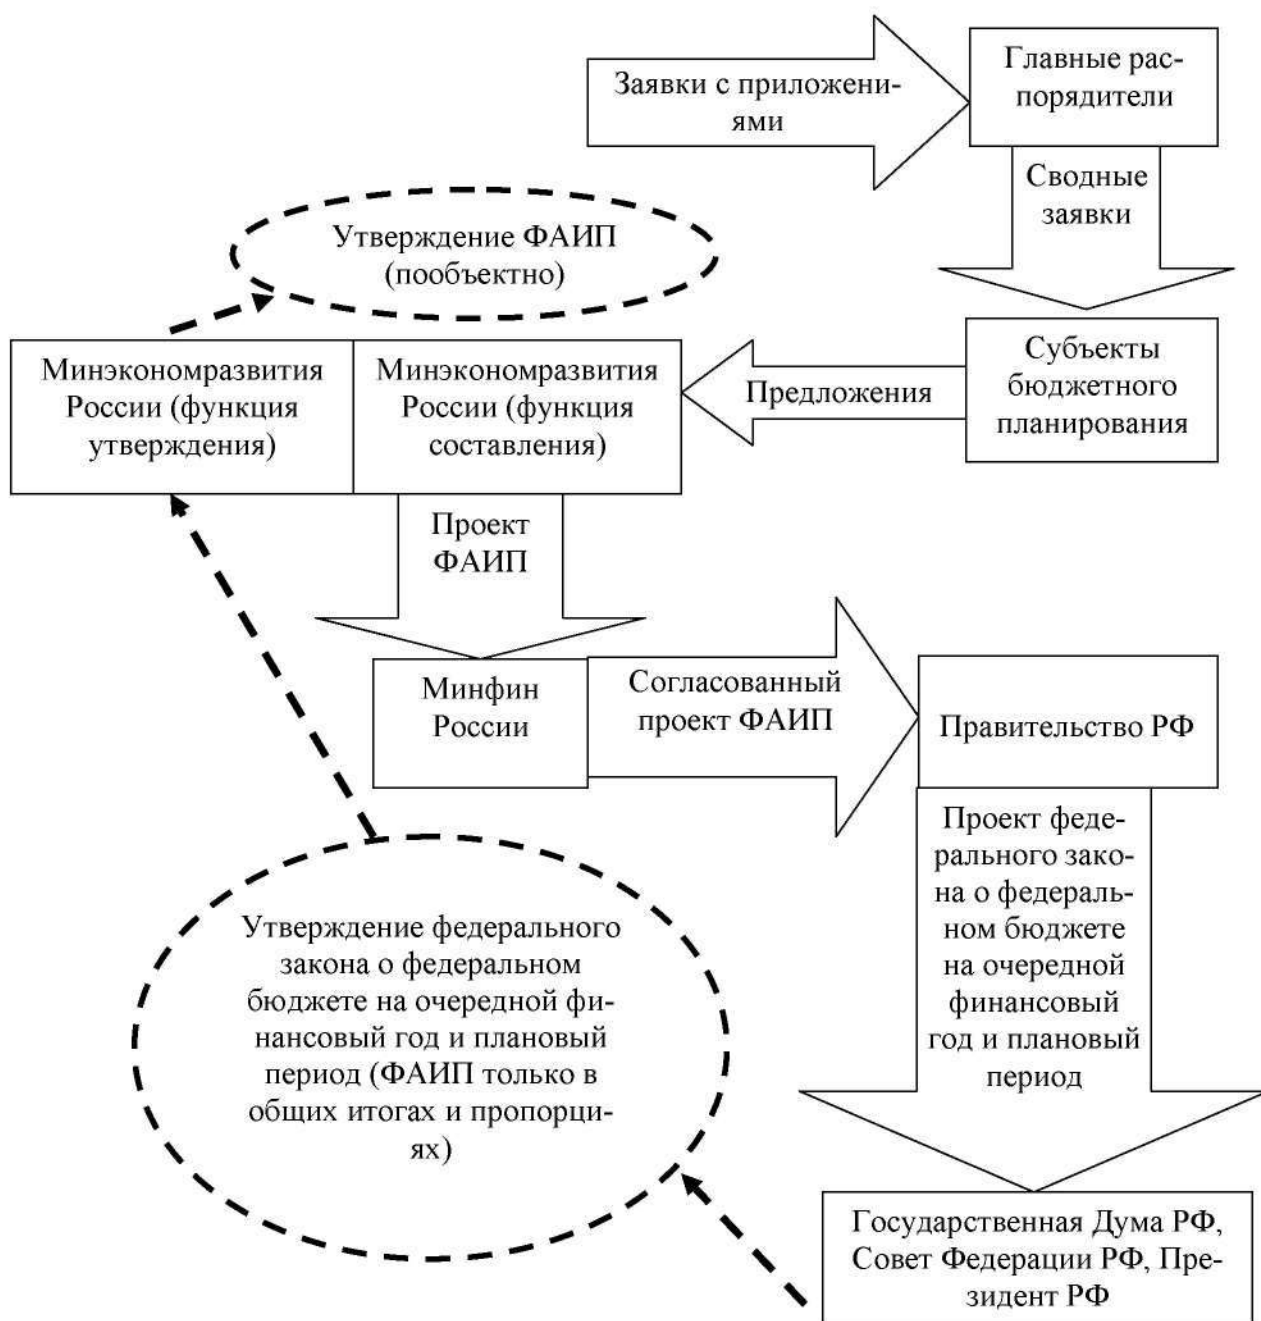 Заявки с приложени-
ями
Главные рас-
порядители
Сводные
заявки
Утверждение ФАИП
(пообъектно)
Минэкономразвития
России (функция
утверждения)
Минэкономразвития
России (функция
составления)
Предложения
Субъекты
бюджетного
планирования
Проект
ФАИП
Минфин
России
Согласованный
проект ФАИП
Правительство РФ
Проект феде-
рального зако-
на о федераль-
ном бюджете
на очередной
финансовый
год и плановый
период
Утверждение федерального
закона о федеральном
бюджете на очередной фи-
нансовый год и плановый
период (ФАИП только в
общих итогах и пропорци-
ях)
Государственная Дума РФ,
Совет Федерации РФ, Пре-
зидент РФ